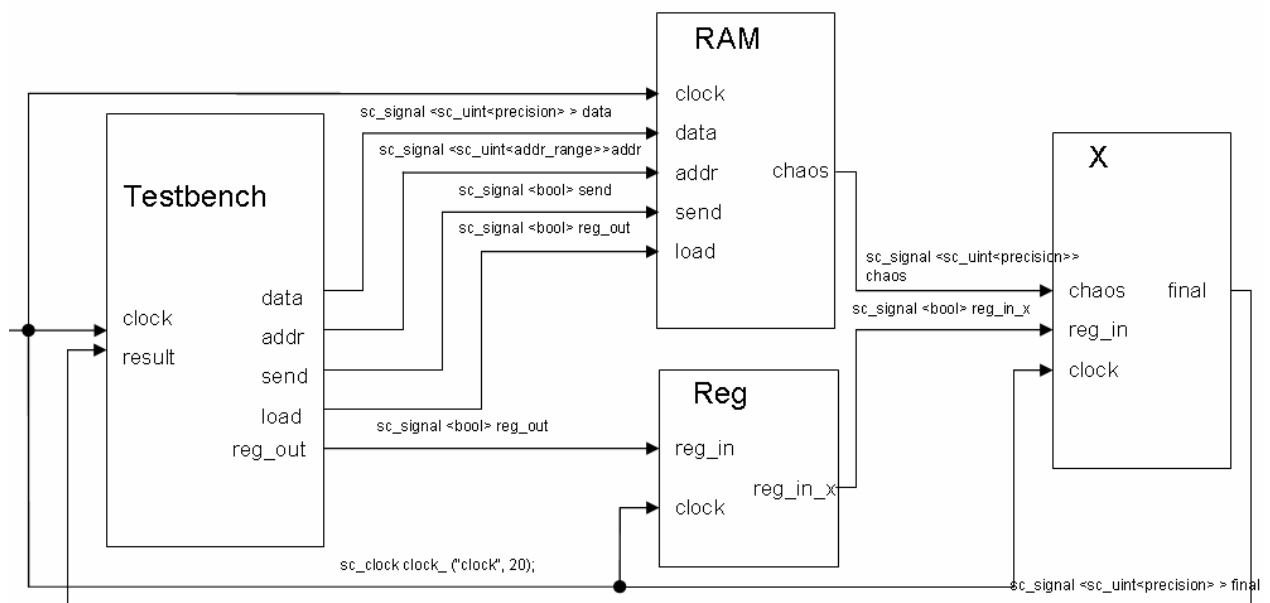 RAM
clock
sc_signal <sc_uint<precision> > data
data
X
sc_signal <sc_uint<addr_range>>addr
addr
chaos
Testbench
sc_signal <bool> send
send
sc_signal <bool> reg_out
load
sc_signal <sc_uint<precision>>
chaos
data
chaos
final
clock
sc_signal <bool> reg_in_x
addr
reg_in
result
send
clock
Reg
load
sc_signal <bool> reg_out
reg_out
reg_in
reg_in_x
clock
sc_clock clock_ ("clock", 20);
sc_signal <sc_uint<precision> > final